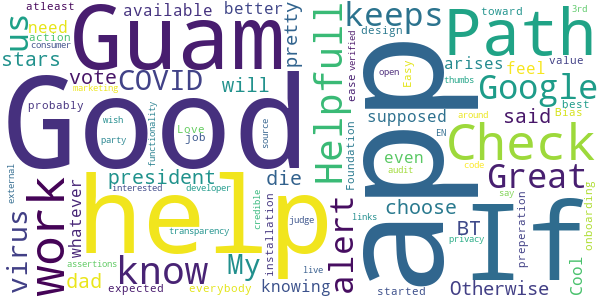 atleast
need
action
consumer
us
stars
Guam
available
better
pretty
vote
COVID
will
marketing
Good
probably
wish
party
functionality
Love
job
source
Helpfull
ease
verified
keeps
design
toward
3rd
Path
app
open
Easy
arises
feel
value
thumbs
Google
best
supposed
said
Bias
around
Check
EN
even
audit
code
Great
Foundation
external
virus
work
whatever
president
help
die
My
know
dad
interested
developer
transparency
assertions
expected
everybody
knowing
installation
credible
judge
live
alert
links
choose
BT
privacy
If
say
preperation
Cool
onboarding
started
Otherwise